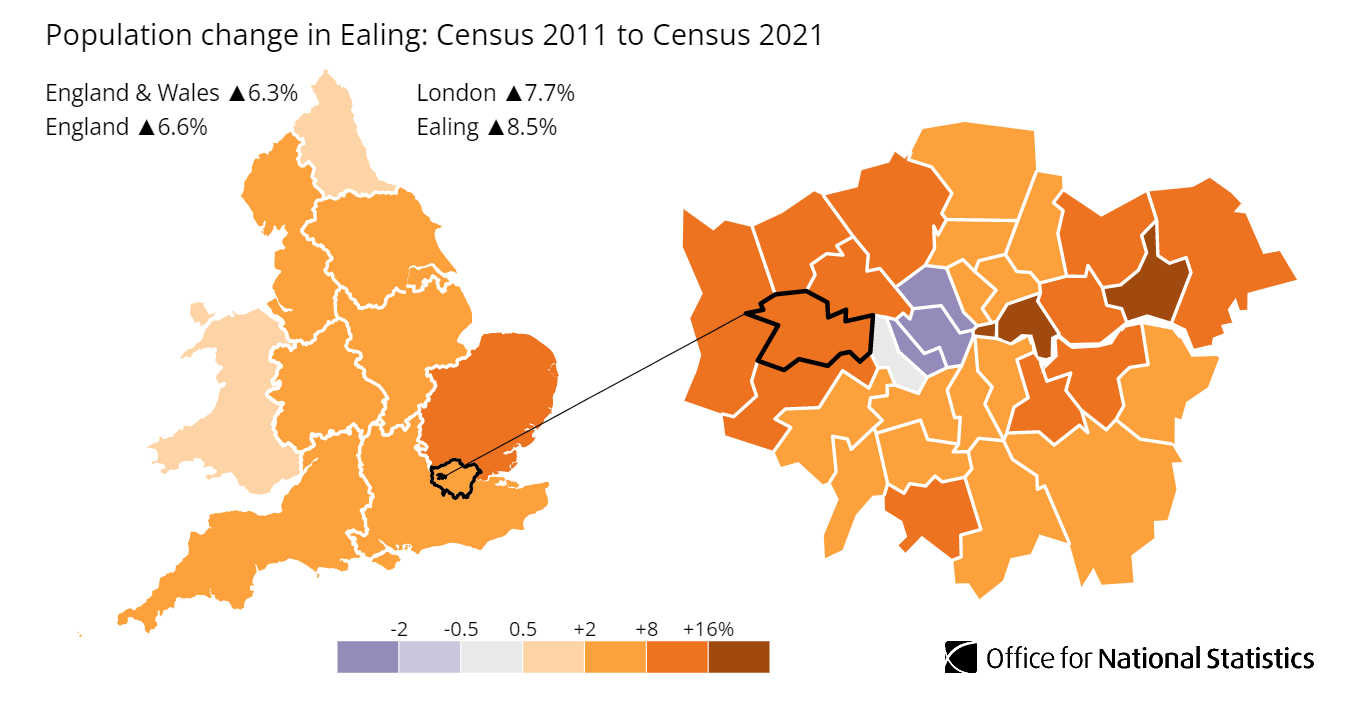 Population change in Ealing: Census 2011 to Census 2021
England & Wales ▲6.3%
London ▲7.7%
England ▲6.6%
Ealing ▲8.5%
-2 -0.5 0.5 +2 +8 +16%
Office for National Statistics